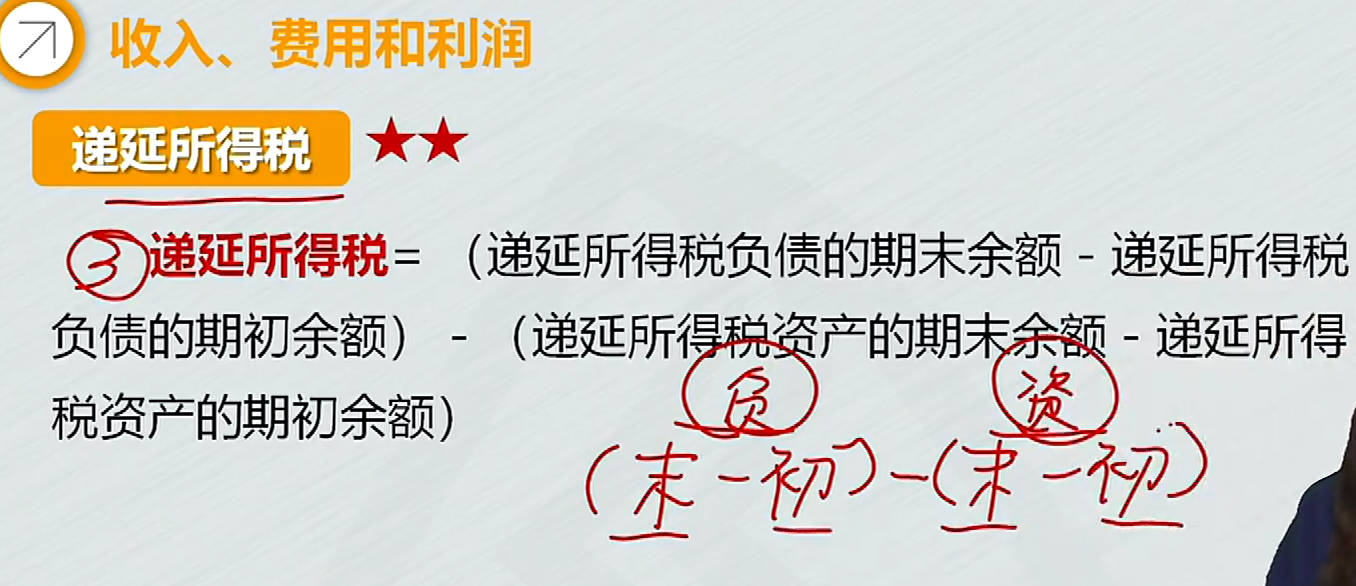 收入、费用和利润
递延所得税 ★★
③递延所得税= （递延所得税负债的期末余额 - 递延所得税
负债的期初余额） - （递延所得税资产的期末余额 - 递延所得
税资产的期初余额）
负 资
(末-初)-(末-初)